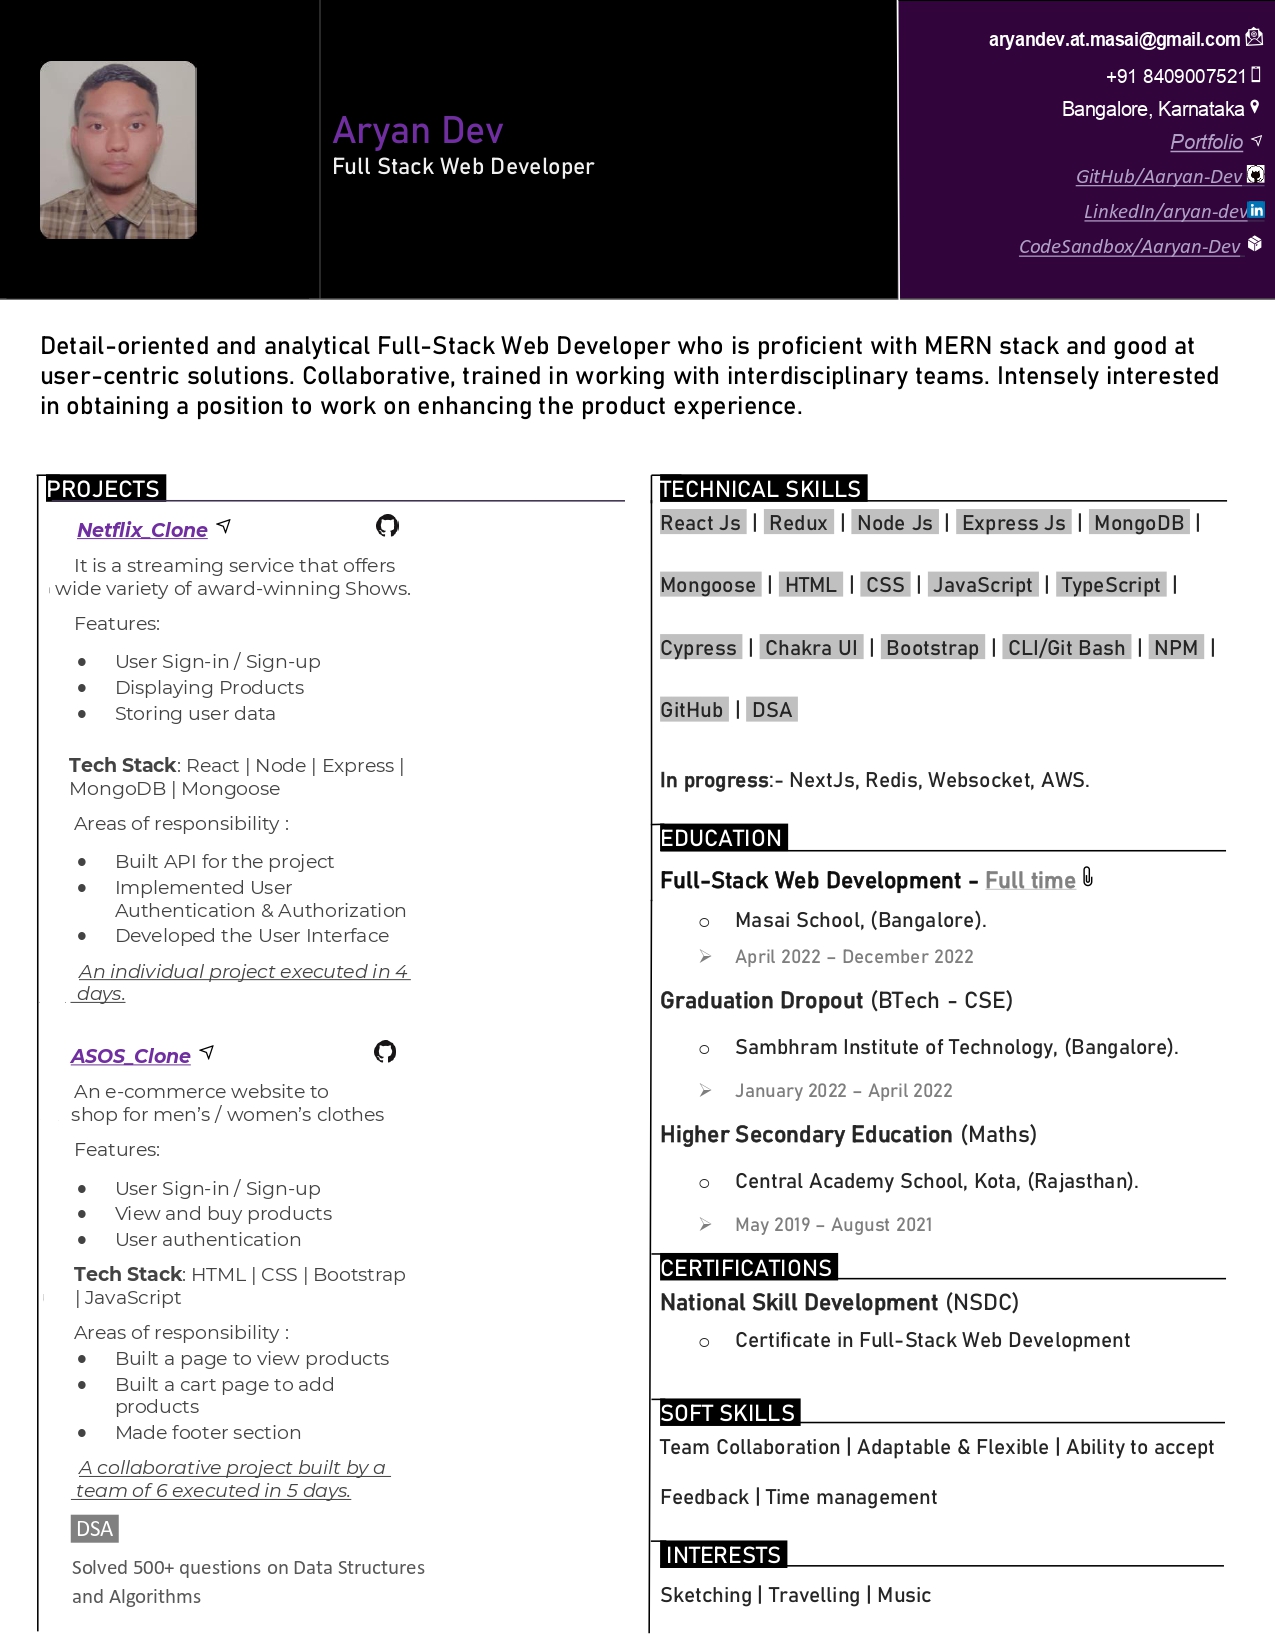 aryandev.at.masai@gmail.com
+91 8409007521
Bangalore, Karnataka
Portfolio
GitHub/Aaryan-Dev
LinkedIn/aryan-dev
CodeSandbox/Aaryan-Dev
Aryan Dev
Full Stack Web Developer
Detail-oriented and analytical Full-Stack Web Developer who is proficient with MERN stack and good at
user-centric solutions. Collaborative, trained in working with interdisciplinary teams. Intensely interested
in obtaining a position to work on enhancing the product experience.
PROJECTS
Netflix_Clone
It is a streaming service that offers
wide variety of award-winning Shows.
Features:
● User Sign-in / Sign-up
● Displaying Products
● Storing user data
Tech Stack: React | Node | Express |
MongoDB | Mongoose
Areas of responsibility :
● Built API for the project
● Implemented User
Authentication & Authorization
● Developed the User Interface
An individual project executed in 4
days.
ASOS_Clone
An e-commerce website to
shop for men’s / women’s clothes
Features:
● User Sign-in / Sign-up
● View and buy products
● User authentication
Tech Stack: HTML | CSS | Bootstrap
| JavaScript
Areas of responsibility :
● Built a page to view products
● Built a cart page to add
products
● Made footer section
A collaborative project built by a
team of 6 executed in 5 days.
DSA
Solved 500+ questions on Data Structures
and Algorithms
TECHNICAL SKILLS
React Js | Redux | Node Js | Express Js | MongoDB |
Mongoose | HTML | CSS | JavaScript | TypeScript |
Cypress | Chakra UI | Bootstrap | CLI/Git Bash | NPM |
GitHub | DSA
In progress:- NextJs, Redis, Websocket, AWS.
EDUCATION
Full-Stack Web Development - Full time
o Masai School, (Bangalore).
➢ April 2022 – December 2022
Graduation Dropout (BTech - CSE)
o Sambhram Institute of Technology, (Bangalore).
➢ January 2022 – April 2022
Higher Secondary Education (Maths)
o Central Academy School, Kota, (Rajasthan).
➢ May 2019 – August 2021
CERTIFICATIONS
National Skill Development (NSDC)
o Certificate in Full-Stack Web Development
SOFT SKILLS
Team Collaboration | Adaptable & Flexible | Ability to accept
Feedback | Time management
INTERESTS
Sketching | Travelling | Music